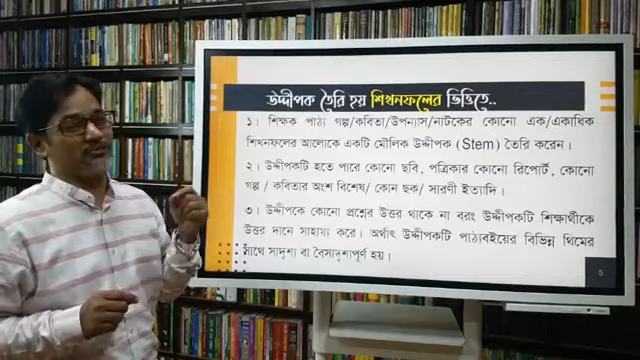 উদ্দীপক তৈরি হয় শিখনফলের ভিত্তিতে..
১। শিক্ষক পাঠ্য গল্প/কবিতা/উপন্যাস/নাটকের কোনো এক/একাধিক
শিখনফলের আলোকে একটি মৌলিক উদ্দীপক (Stem) তৈরি করেন।
২। উদ্দীপকটি হতে পারে কোনো ছবি, পত্রিকার কোনো রিপোর্ট, কোনো
গল্প / কবিতার অংশ বিশেষ/ কোন ছক/ সারণী ইত্যাদি।
৩। উদ্দীপকে কোনো প্রশ্নের উত্তর থাকে না বরং উদ্দীপকটি শিক্ষার্থীকে
উত্তর দানে সাহায্য করে। অর্থাৎ উদ্দীপকটি পাঠ্যবইয়ের বিভিন্ন থিমের
সাথে সাদৃশ্য বা বৈসাদৃশ্যপূর্ণ হয়।
5